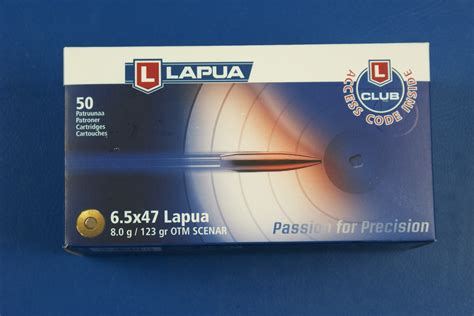 L LAPUA
50
Patruunaa
Patroner
Cartridges
Cartouches
L
CLUB
ACCESS CODE INSIDE
6.5x47 Lapua
8.0 g / 123 gr OTM SCENAR
Passion for Precision